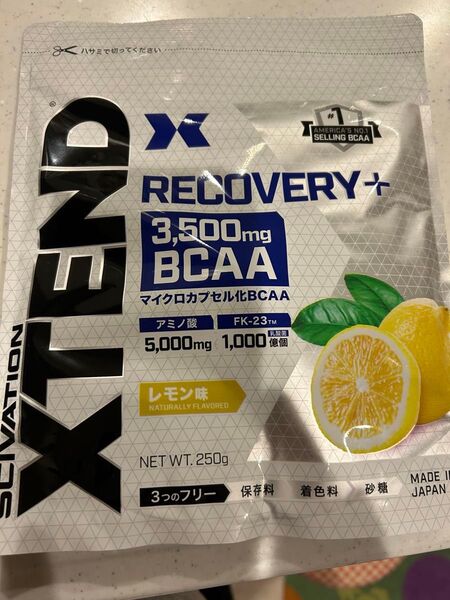 ハサミで切ってください
SCIVATION
XTEND®
#1
AMERICA'S NO.1
SELLING BCAA
RECOVERY+
3,500mg
BCAA
マイクロカプセル化BCAA
アミノ酸 FK-23™
5,000mg 1,000 乳酸菌 億個
レモン味
NATURALLY FLAVORED
NET WT. 250g
3つのフリー 保存料 着色料 砂糖
MADE IN
JAPAN